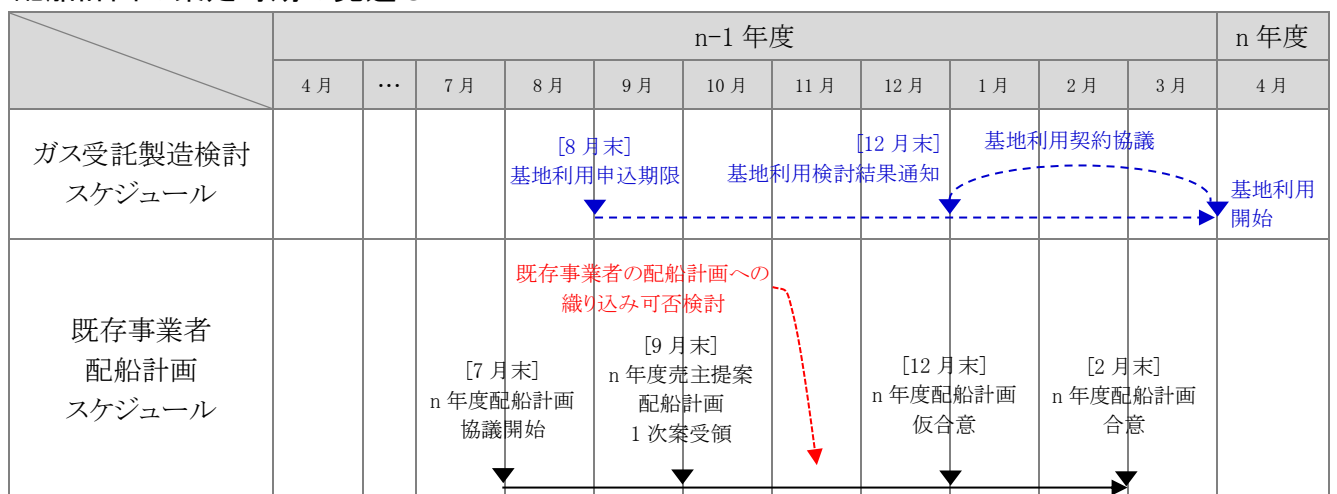 n-1 年度
n 年度
4 月
…
7 月
8 月
9 月
10 月
11 月
12 月
1 月
2 月
3 月
4 月
ガス受託製造検討
スケジュール
[8 月末]
基地利用申込期限
[12 月末]
基地利用検討結果通知
基地利用契約協議
基地利用
開始
既存事業者
配船計画
スケジュール
既存事業者の配船計画への
織り込み可否検討
[7 月末]
n 年度配船計画
協議開始
[9 月末]
n 年度売主提案
配船計画
1 次案受領
[12 月末]
n 年度配船計画
仮合意
[2 月末]
n 年度配船計画
合意